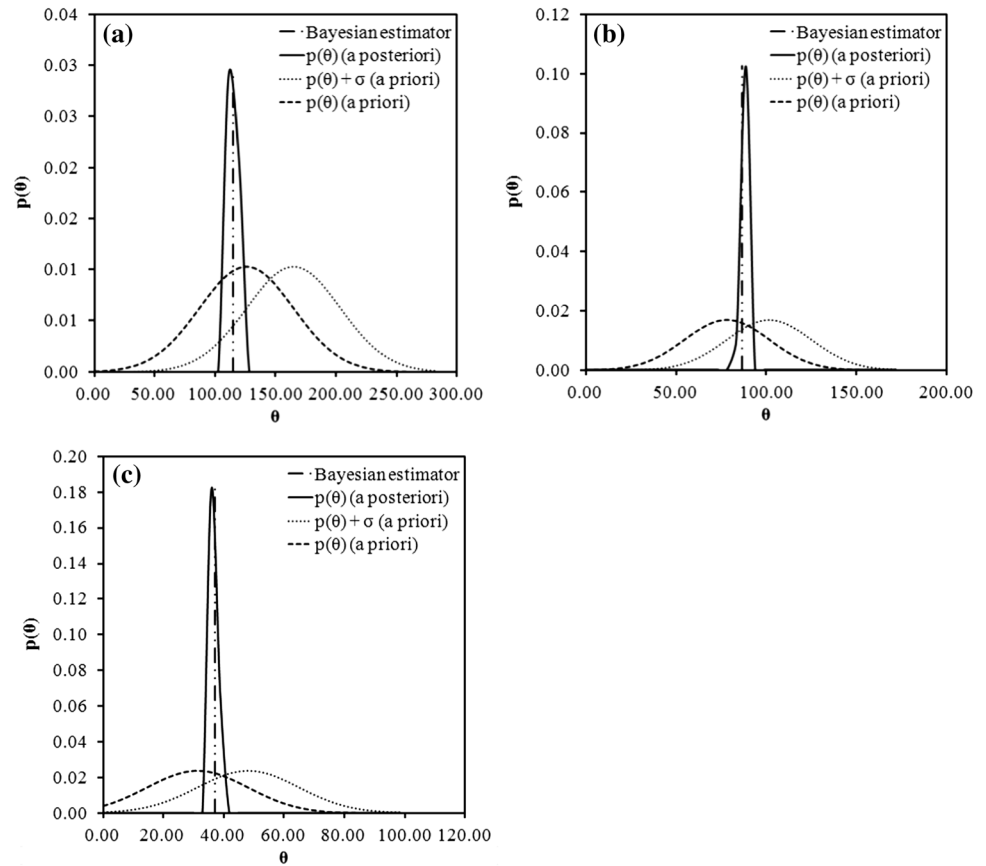 (a)
Bayesian estimator
p(θ) (a posteriori)
p(θ) + σ (a priori)
p(θ) (a priori)
0.04
0.03
0.03
0.02
0.02
0.01
0.01
0.00
p(θ)
0.00 50.00 100.00 150.00 200.00 250.00 300.00
θ
(b)
Bayesian estimator
p(θ) (a posteriori)
p(θ) + σ (a priori)
p(θ) (a priori)
0.12
0.10
0.08
0.06
0.04
0.02
0.00
p(θ)
0.00 50.00 100.00 150.00 200.00
θ
(c)
Bayesian estimator
p(θ) (a posteriori)
p(θ) + σ (a priori)
p(θ) (a priori)
0.20
0.18
0.16
0.14
0.12
0.10
0.08
0.06
0.04
0.02
0.00
p(θ)
0.00 20.00 40.00 60.00 80.00 100.00 120.00
θ